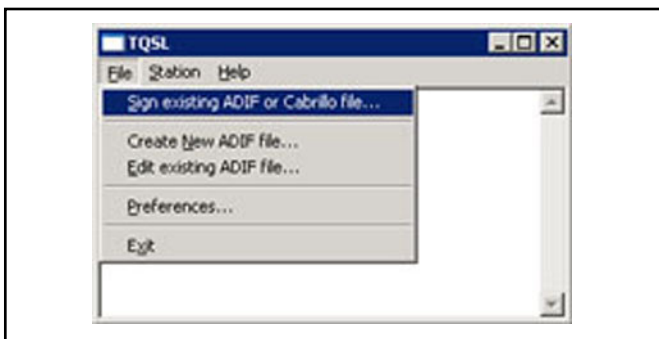 TQSL
File Station Help
Sign existing ADIF or Cabrillo file...
Create New ADIF file...
Edit existing ADIF file...
Preferences...
Exit